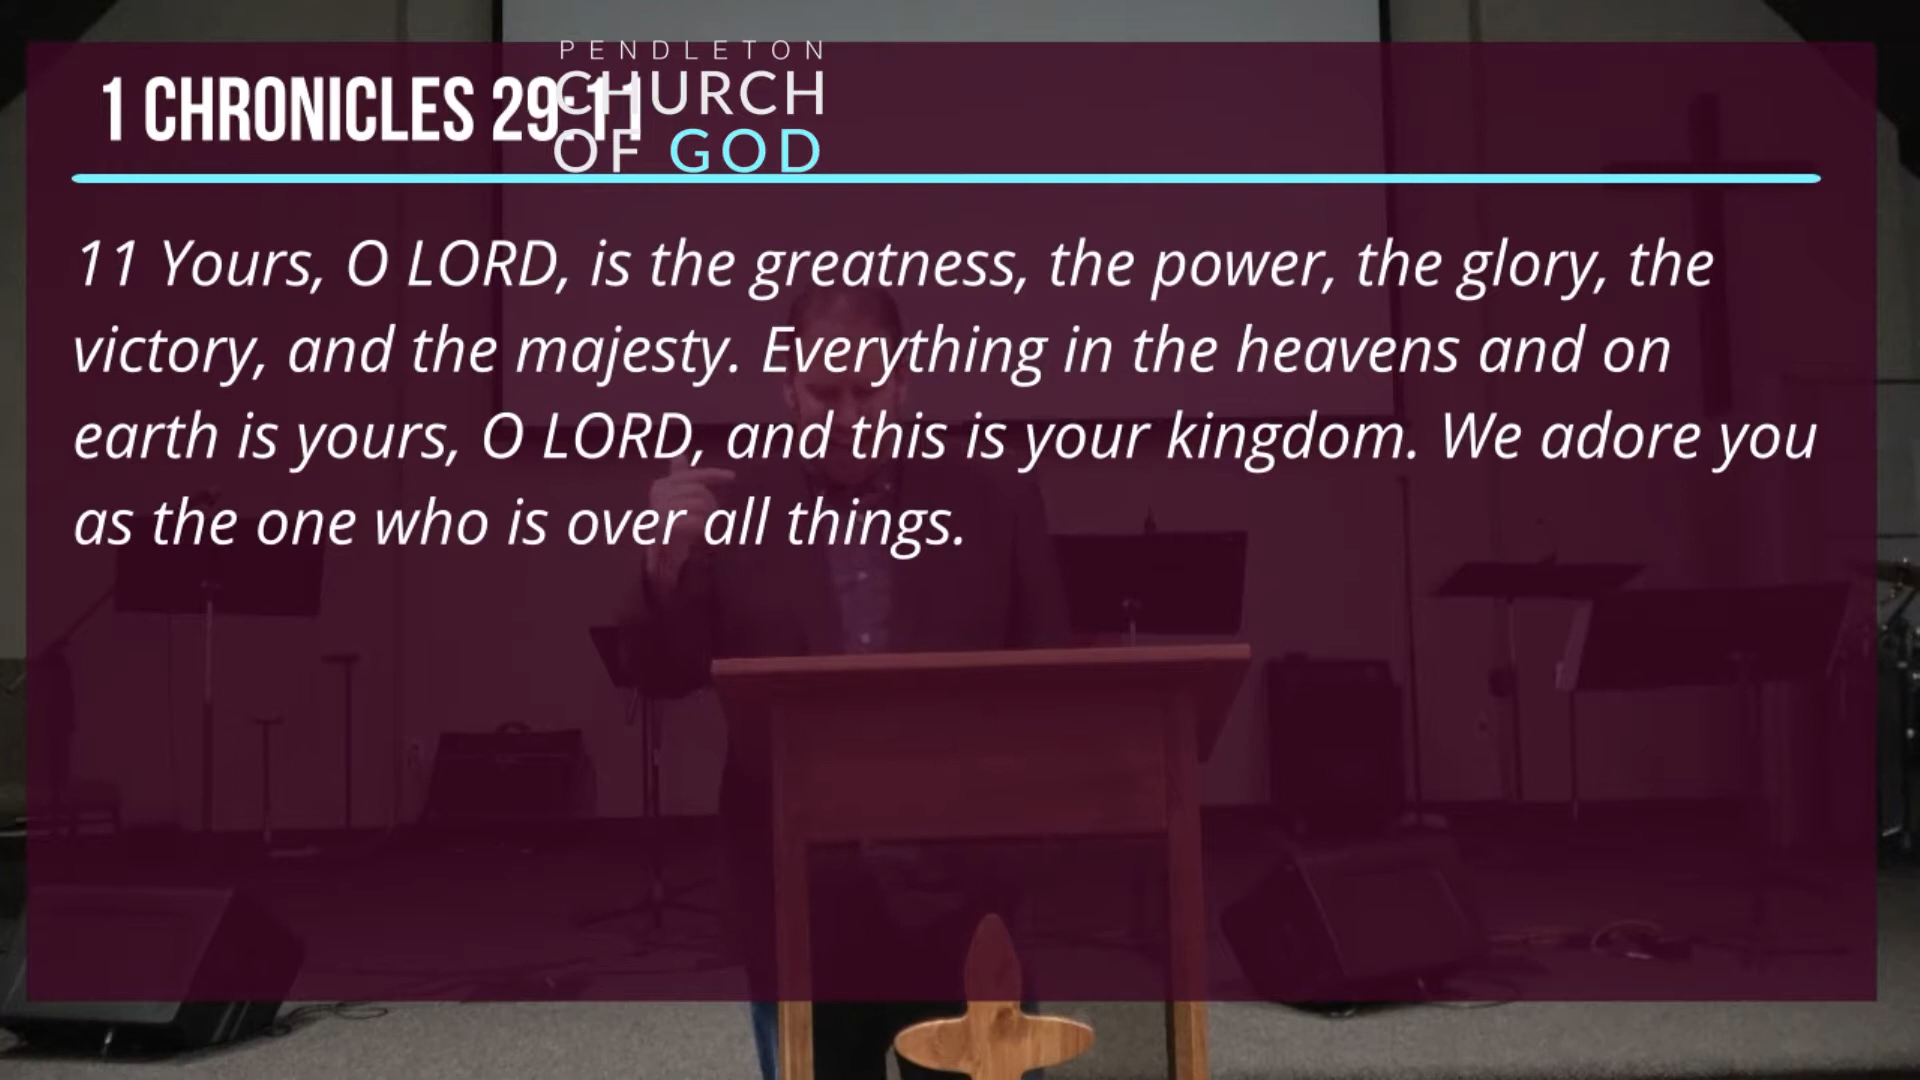 PENDLETON
CHURCH
OF GOD
1 CHRONICLES 29:11
11 Yours, O LORD, is the greatness, the power, the glory, the
victory, and the majesty. Everything in the heavens and on
earth is yours, O LORD, and this is your kingdom. We adore you
as the one who is over all things.